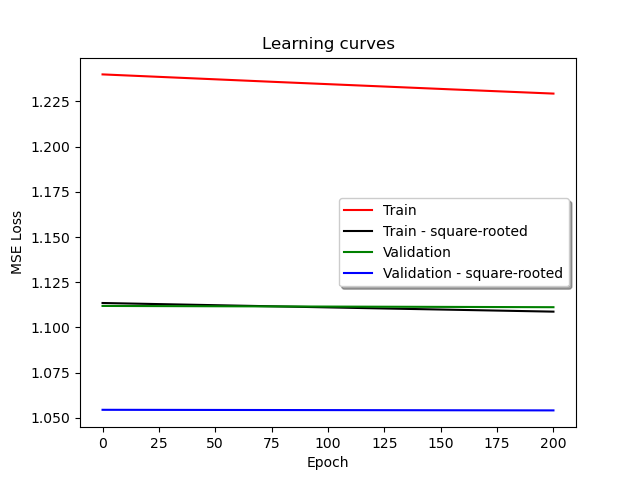 Learning curves
MSE Loss
1.225
1.200
1.175
1.150
1.125
1.100
1.075
1.050
Train
Train - square-rooted
Validation
Validation - square-rooted
0 25 50 75 100 125 150 175 200
Epoch